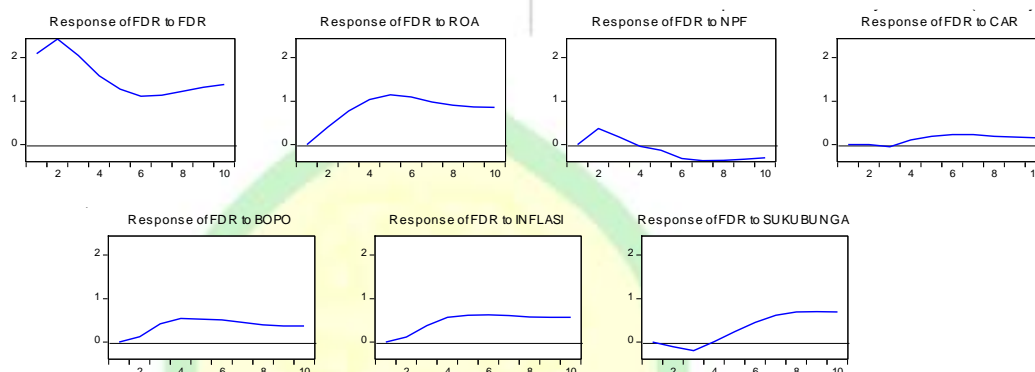 Response of FDR to FDR
Response of FDR to ROA
Response of FDR to NPF
Response of FDR to CAR
2
1
0
2 4 6 8 10
2
1
0
2 4 6 8 10
2
1
0
2 4 6 8 10
2
1
0
2 4 6 8
Response of FDR to BOPO
Response of FDR to INFLASI
Response of FDR to SUKUBUNGA
2
1
0
2 4 6 8 10
2
1
0
2 4 6 8 10
2
1
0
2 4 6 8 10